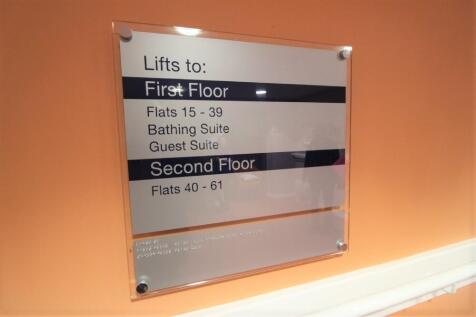 Lifts to:
First Floor
Flats 15 - 39
Bathing Suite
Guest Suite
Second Floor
Flats 40 - 61